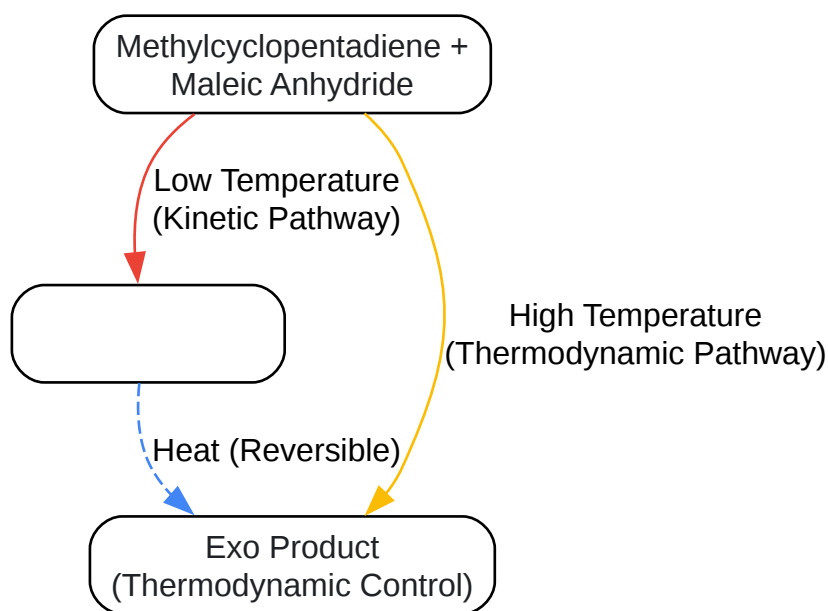 Methylcyclopentadiene +
Maleic Anhydride
Low Temperature
(Kinetic Pathway)
High Temperature
(Thermodynamic Pathway)
Heat (Reversible)
Exo Product
(Thermodynamic Control)